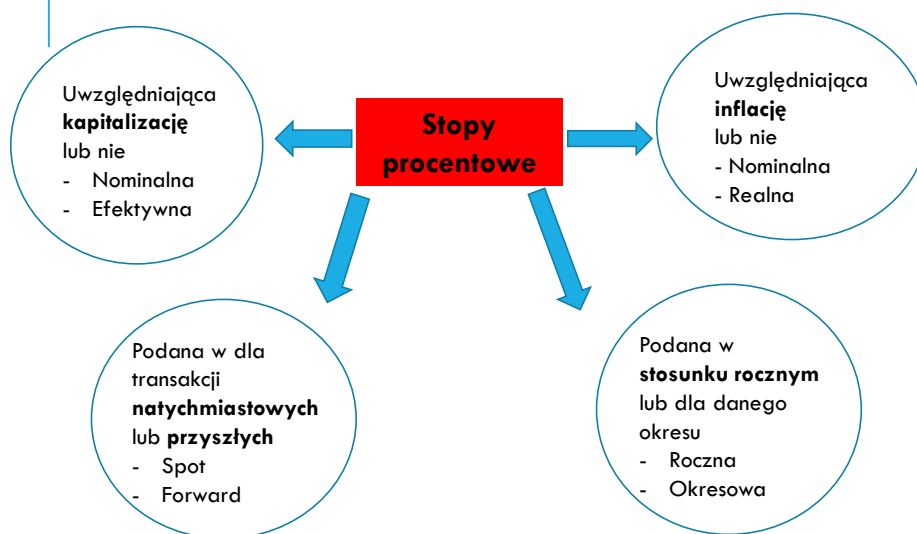 Uwzględniająca
kapitalizację
lub nie
- Nominalna
- Efektywna
Stopy
procentowe
Uwzględniająca
inflację
lub nie
- Nominalna
- Realna
Podana w dla
transakcji
natychmiastowych
lub przyszłych
- Spot
- Forward
Podana w
stosunku rocznym
lub dla danego
okresu
- Roczna
- Okresowa